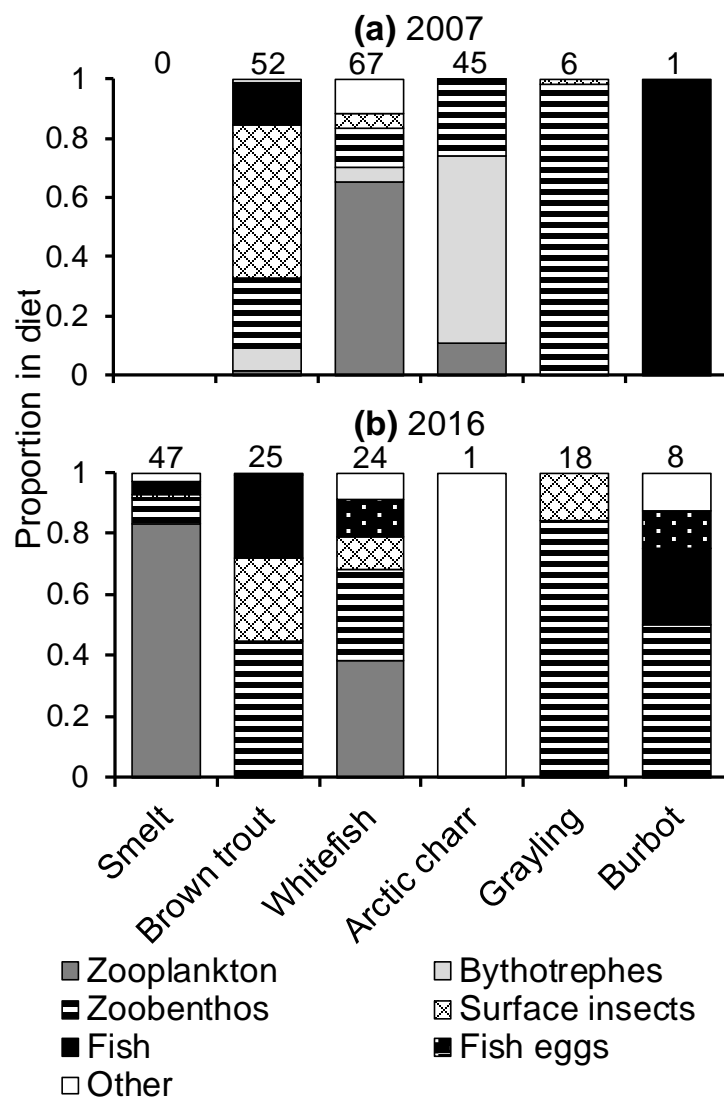 (a) 2007
0 52 67 45 6 1
1
0.8
0.6
0.4
0.2
0
Proportion in diet
(b) 2016
47 25 24 1 18 8
1
0.8
0.6
0.4
0.2
0
Smelt
Brown trout
Whitefish
Arctic charr
Grayling
Burbot
Zooplankton
Bythotrephes
Zoobenthos
Surface insects
Fish
Fish eggs
Other